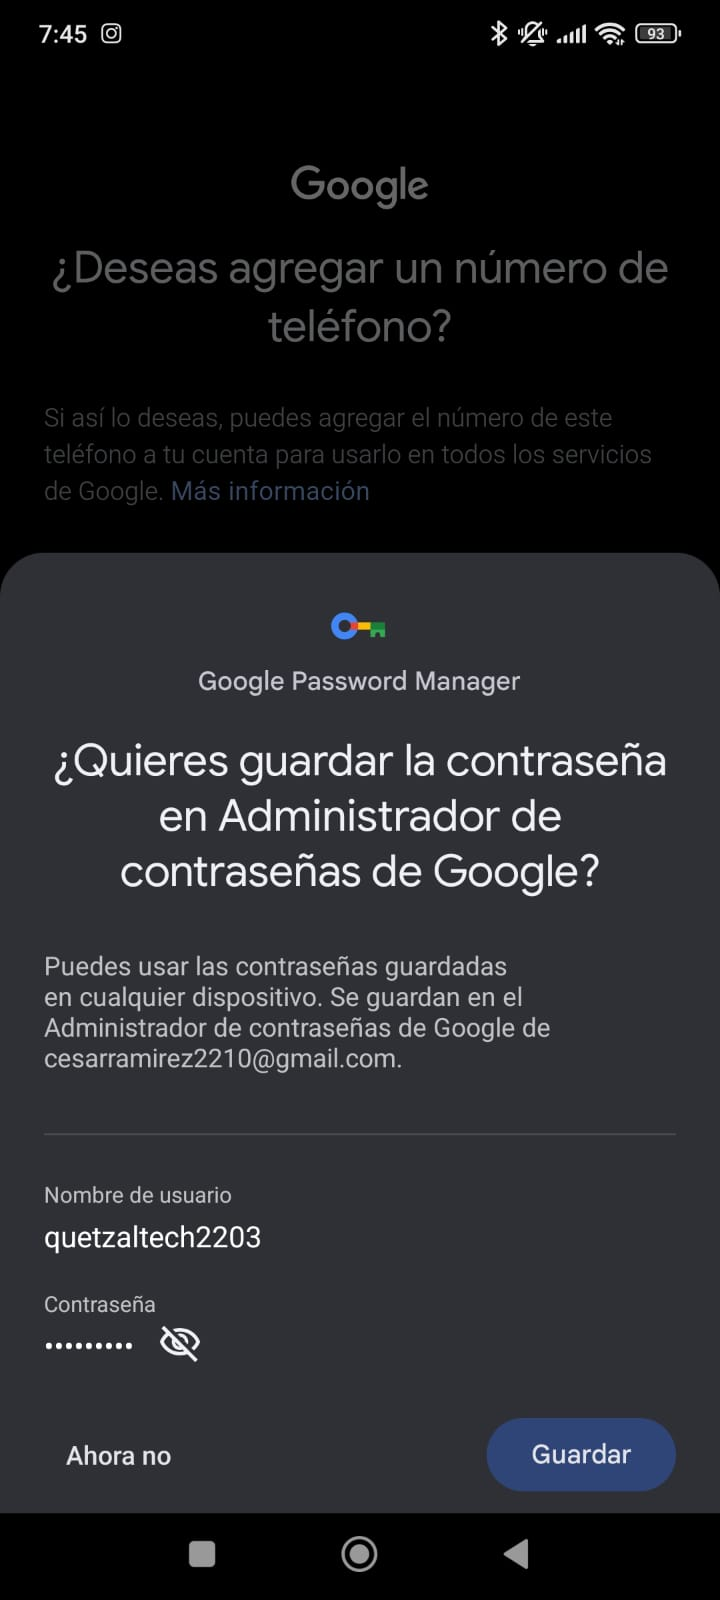 7:45
93
Google
¿Deseas agregar un número de
teléfono?
Si así lo deseas, puedes agregar el número de este
teléfono a tu cuenta para usarlo en todos los servicios
de Google. Más información
Google Password Manager
¿Quieres guardar la contraseña
en Administrador de
contraseñas de Google?
Puedes usar las contraseñas guardadas
en cualquier dispositivo. Se guardan en el
Administrador de contraseñas de Google de
cesarramirez2210@gmail.com.
Nombre de usuario
quetzaltech2203
Contraseña
•••••••••
Ahora no
Guardar